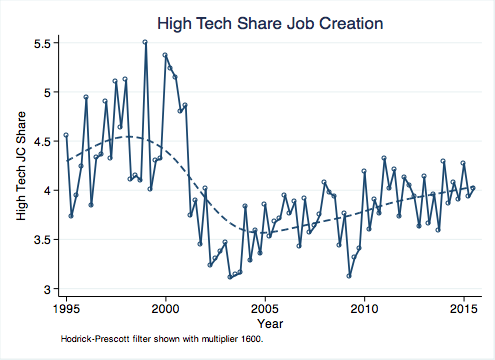 High Tech Share Job Creation
High Tech JC Share
5.5
5
4.5
4
3.5
3
1995 2000 2005 2010 2015
Year
Hodrick-Prescott filter shown with multiplier 1600.